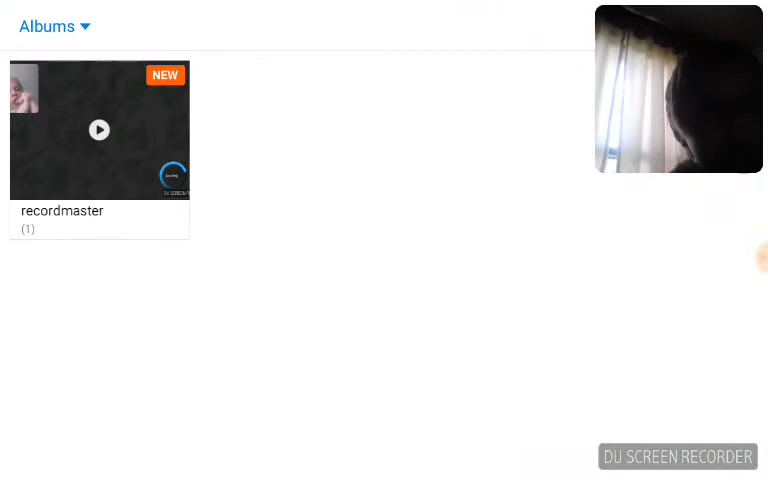 Albums
NEW
recordmaster
(1)
DU SCREEN RECORDER